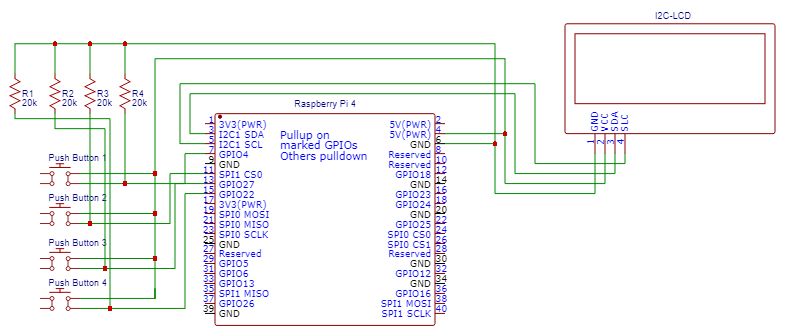 I2C-LCD
R1
20k
R2
20k
R3
20k
R4
20k
Raspberry Pi 4
GND
VCC
SDA
SLC
1
2
3
4
Pullup on
marked GPIOs
Others pulldown
Push Button 1
Push Button 2
Push Button 3
Push Button 4
1 3V3(PWR) 5V(PWR) 2
3 I2C1 SDA 5V(PWR) 4
5 I2C1 SCL GND 6
7 GPIO4 Reserved 8
9 GND Reserved 10
11 SPI1 CS0 GPIO18 12
13 GPIO27 GND 14
15 GPIO22 GPIO23 16
17 3V3(PWR) GPIO24 18
19 SPI0 MOSI GND 20
21 SPI0 MISO GPIO25 22
23 SPI0 SCLK SPI0 CS0 24
25 GND SPI0 CS1 26
27 Reserved Reserved 28
29 GPIO5 GND 30
31 GPIO6 GPIO12 32
33 GPIO13 GND 34
35 SPI1 MISO GPIO16 36
37 GPIO26 SPI1 MOSI 38
39 GND SPI1 SCLK 40